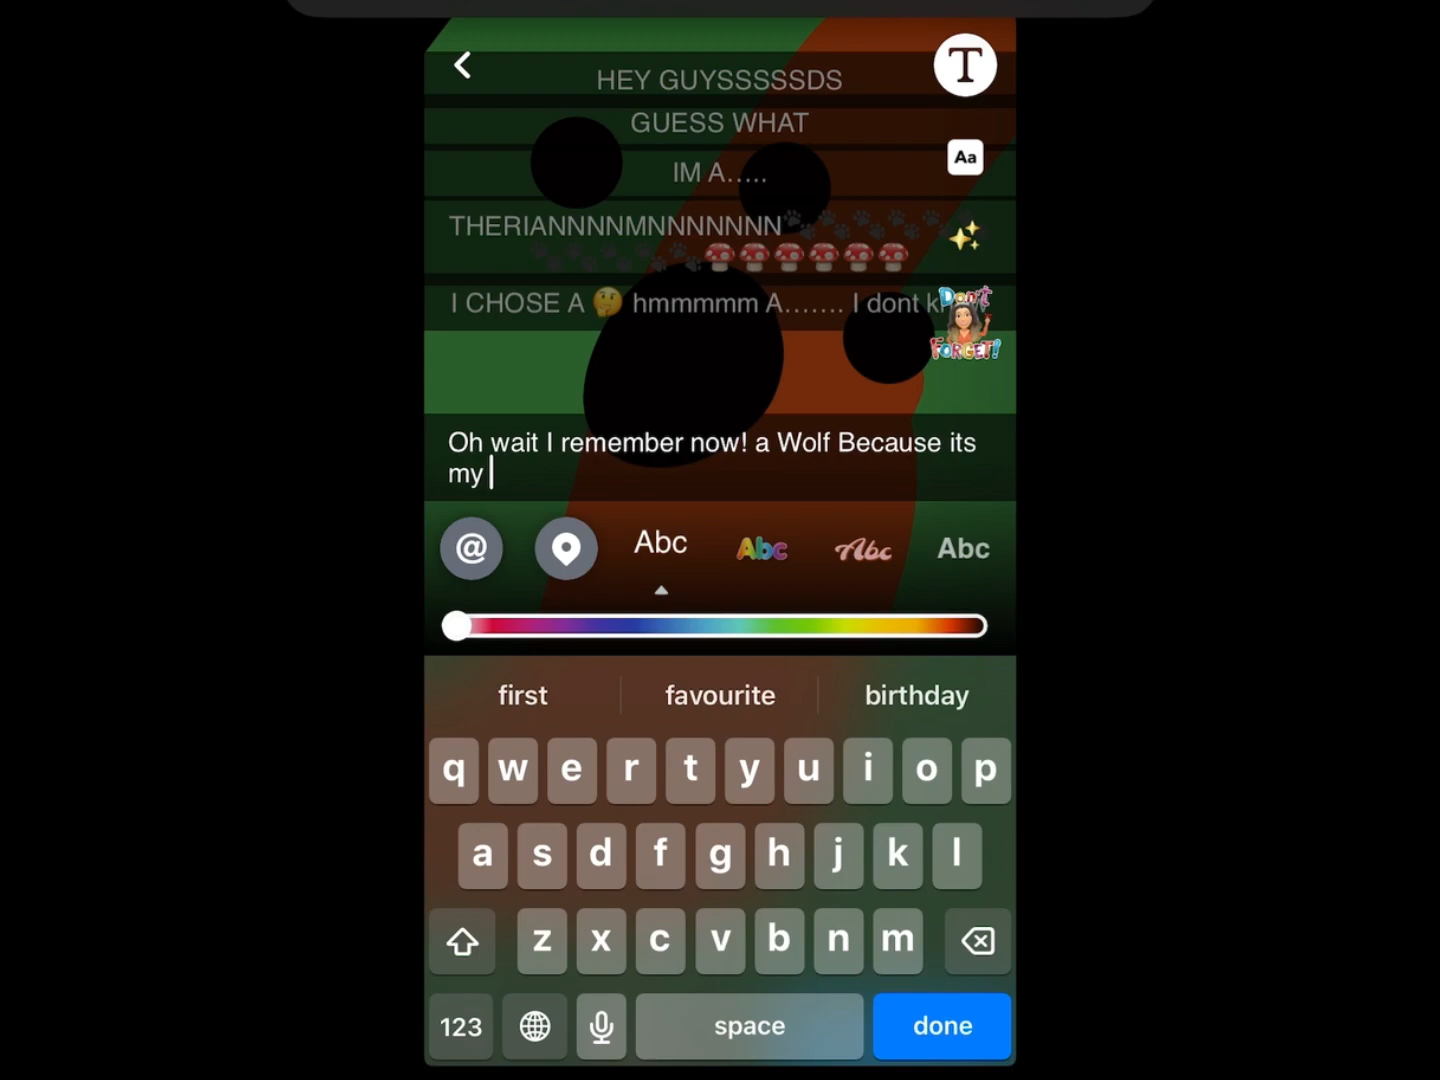 HEY GUYSSSSSDS
T
GUESS WHAT
Aa
IM A.....
THERIANNNNMNNNNNNN🐾🐾🐾🐾🐾
🐾🐾🐾🐾🐾🍄🍄🍄🍄🍄🍄
I CHOSE A 🤔 hmmmmm A....... I dont
Don't
FORGET!
Oh wait I remember now! a Wolf Because its
my
@ Abc Abc Abc Abc
first favourite birthday
q w e r t y u i o p
a s d f g h j k l
z x c v b n m
123 space done